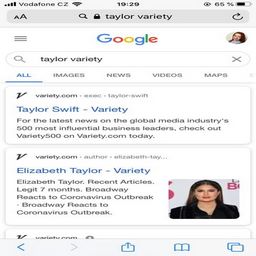 Vodafone CZ 19:29 65 %
AA taylor variety
Google
taylor variety
ALL IMAGES NEWS VIDEOS MAPS
variety.com › exec › taylor-swift
Taylor Swift - Variety
For the latest news on the global media industry's
500 most influential business leaders, check out
Variety500 on Variety.com today.
variety.com › author › elizabeth-tay...
Elizabeth Taylor - Variety
Elizabeth Taylor. Recent Articles.
Legit 7 months. Broadway
Reacts to Coronavirus Outbreak
· Broadway Reacts to
Coronavirus Outbreak.
variety.com